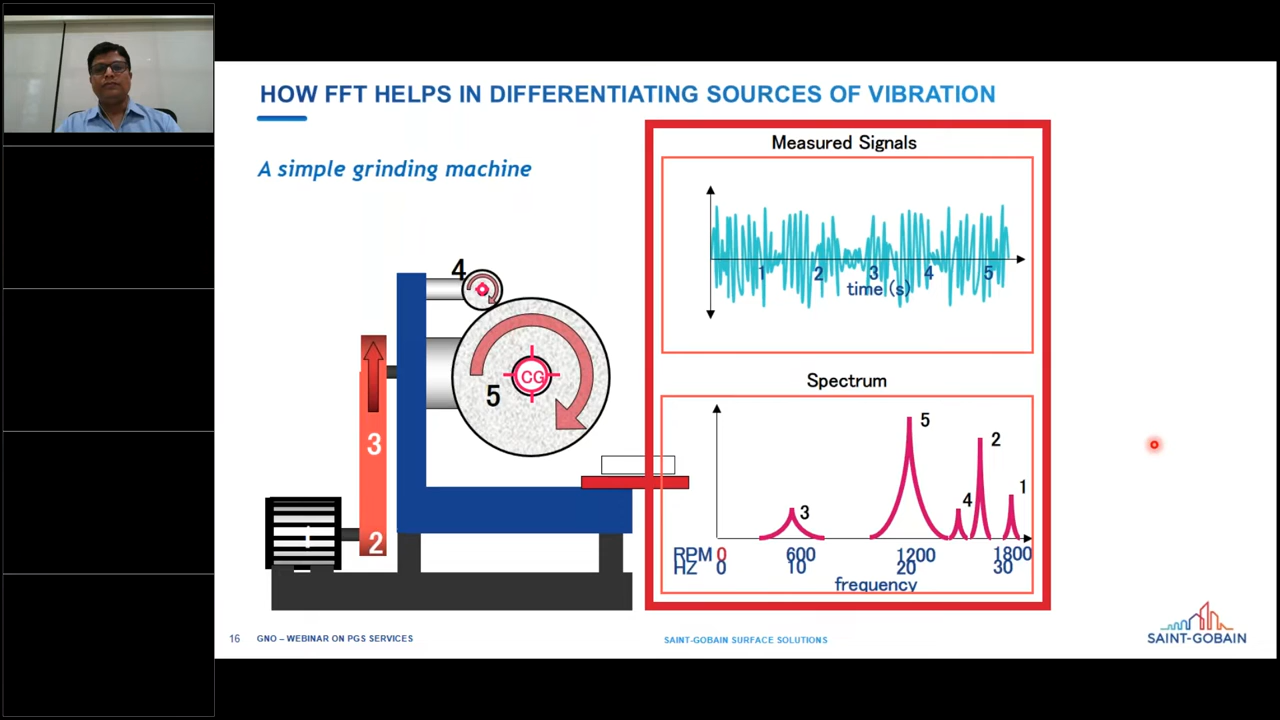 HOW FFT HELPS IN DIFFERENTIATING SOURCES OF VIBRATION
A simple grinding machine
4
5
CG
3
2
Measured Signals
1 2 3 4 5
time (s)
Spectrum
5
2
1
4
3
RPM 0 600 1200 1800
HZ 0 10 20 30
frequency
16 GNO – WEBINAR ON PGS SERVICES
SAINT-GOBAIN SURFACE SOLUTIONS
SAINT-GOBAIN